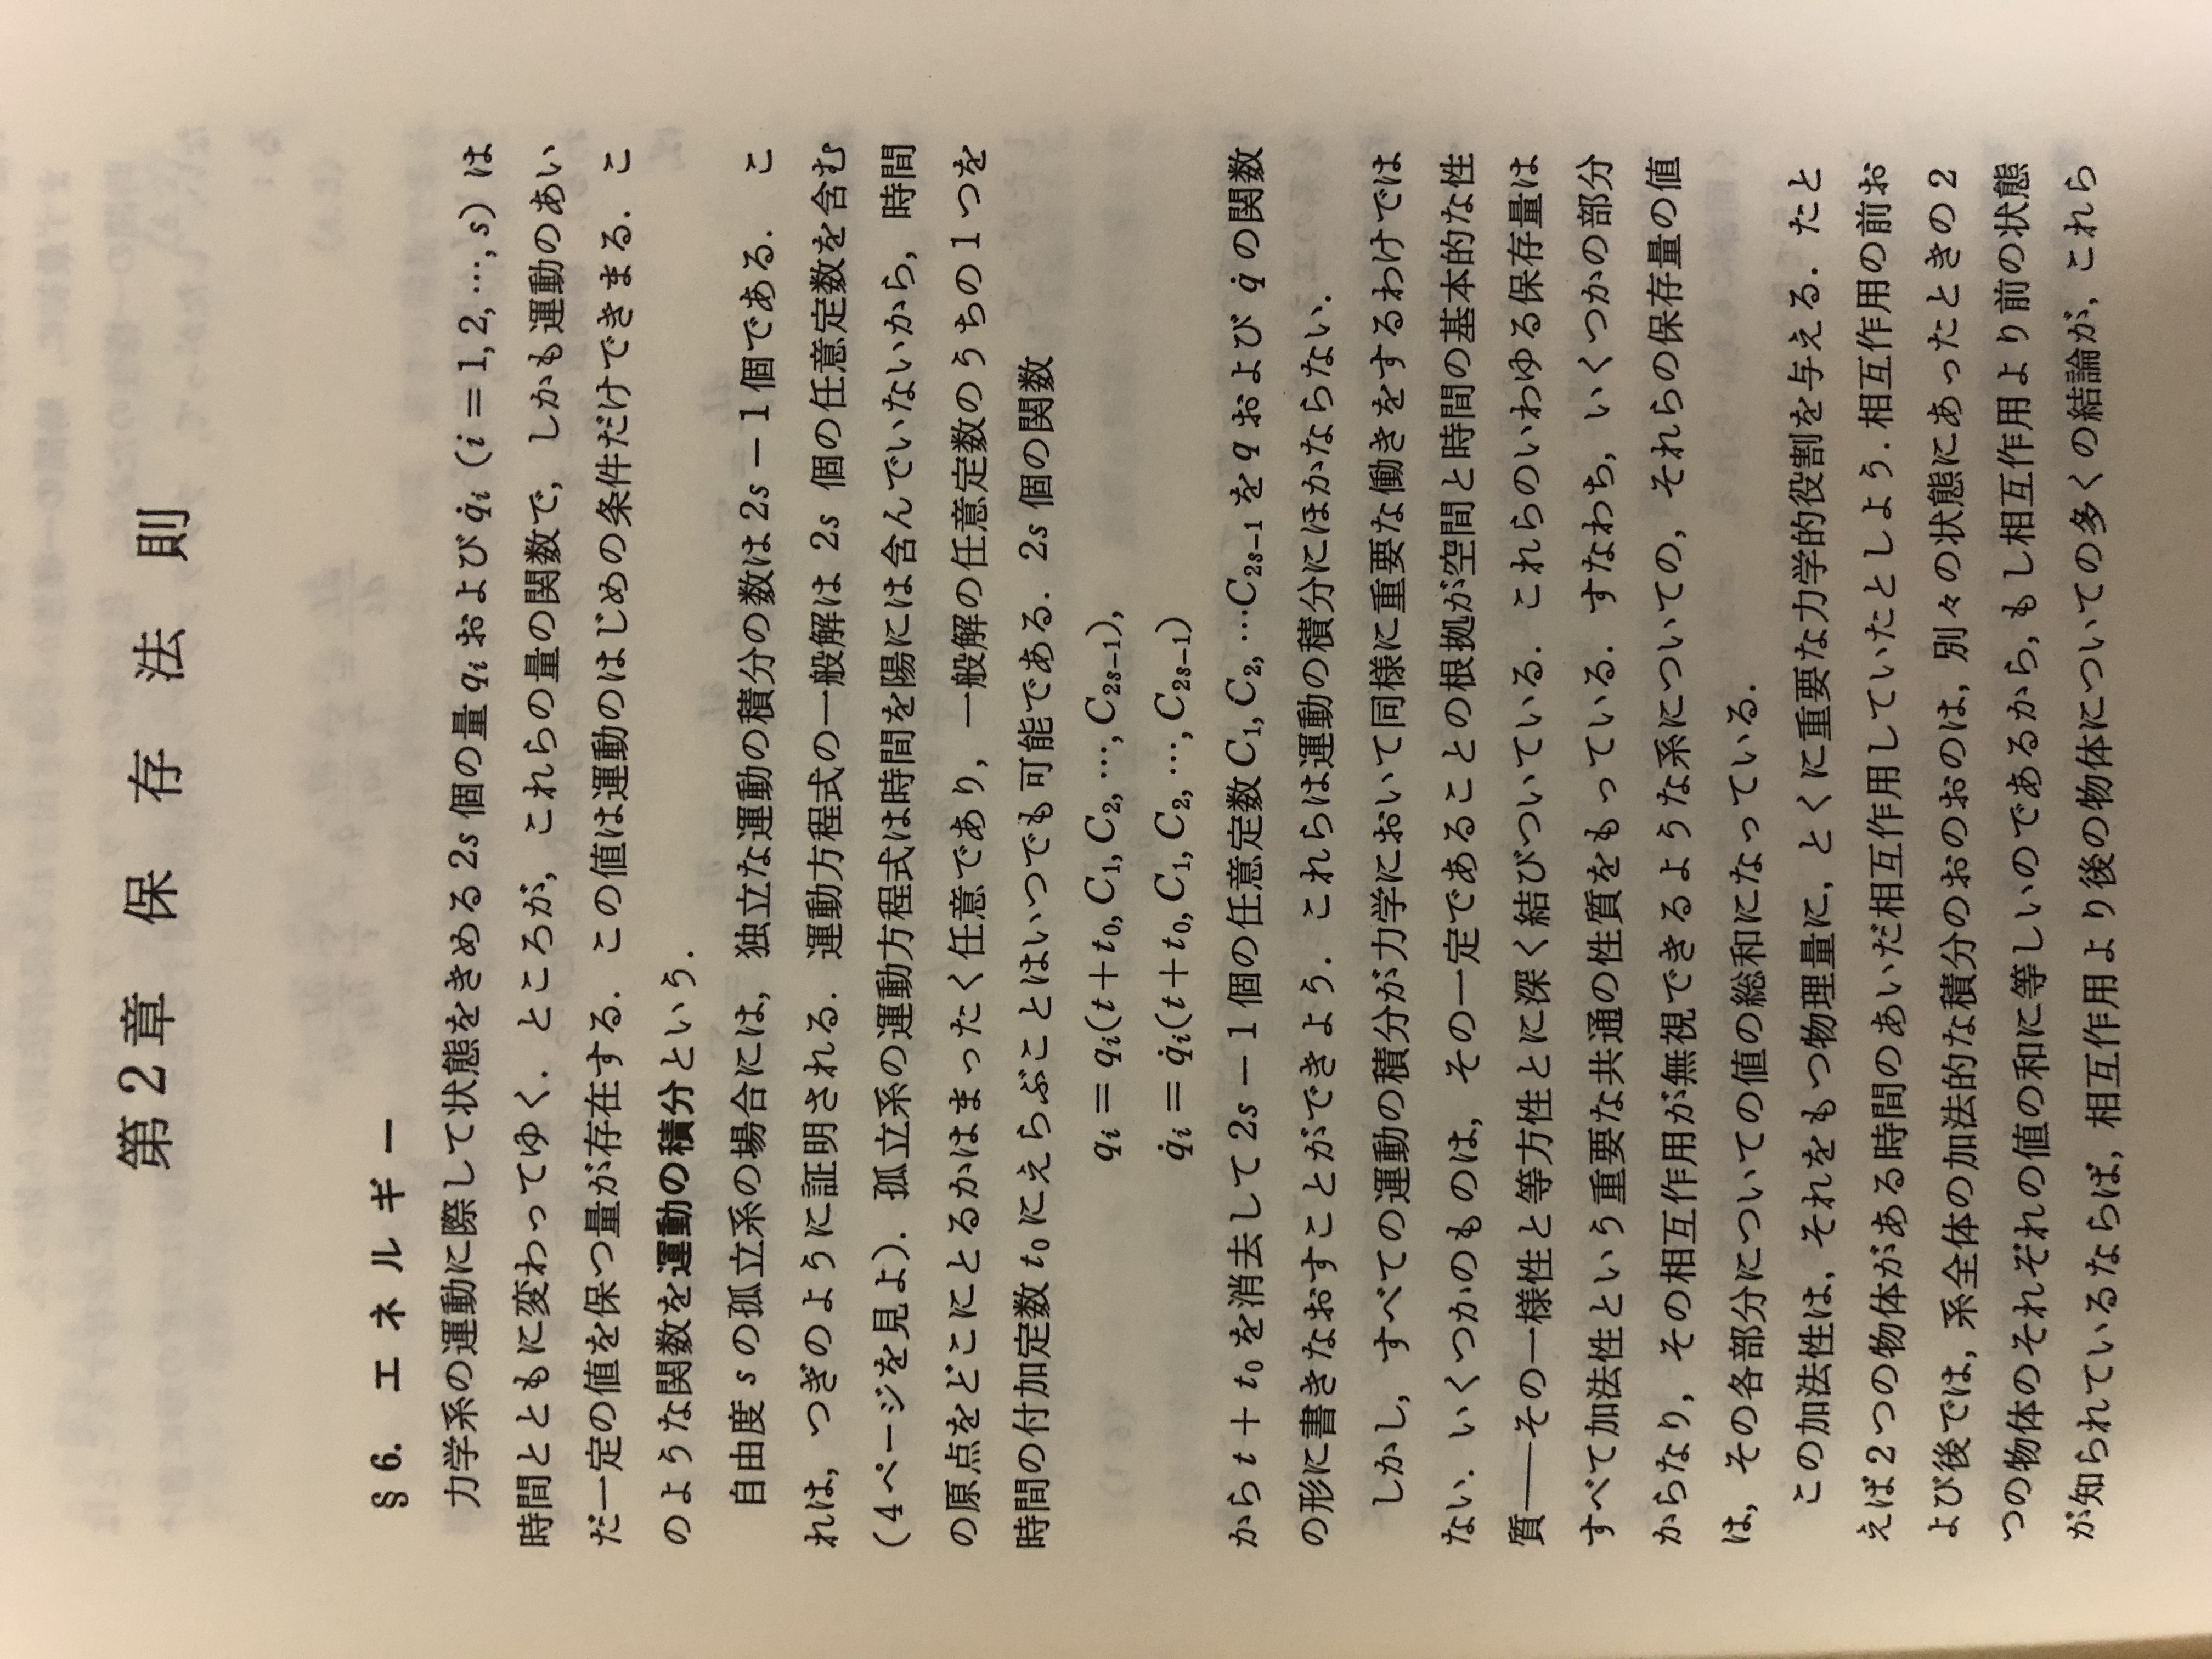 第2章 保存法則
§6. エネルギー
力学系の運動に際して状態をきめる 2s 個の量 qᵢ および q̇ᵢ (i = 1, 2, …, s) は
時間とともに変わってゆく. ところが, これらの量の関数で, しかも運動のあい
だ一定の値を保つ量が存在する. この値は運動のはじめの条件だけできまる. こ
のような関数を運動の積分という.
自由度 s の孤立系の場合には, 独立な運動の積分の数は 2s − 1 個である. こ
れは, つぎのように証明される. 運動方程式の一般解は 2s 個の任意定数を含む
(4ページを見よ). 孤立系の運動方程式は時間を陽には含んでいないから, 時間
の原点をどこにとるかはまったく任意であり, 一般解の任意定数のうちの1つを
時間の付加定数 t₀ にえらぶことはいつでも可能である. 2s 個の関数
qᵢ = qᵢ(t+t₀, C₁, C₂, …, C₂ₛ₋₁),
q̇ᵢ = q̇ᵢ(t+t₀, C₁, C₂, …, C₂ₛ₋₁)
から t + t₀ を消去して 2s − 1 個の任意定数 C₁, C₂, …C₂ₛ₋₁ を q および q̇ の関数
の形に書きなおすことができよう. これらは運動の積分にほかならない.
しかし, すべての運動の積分が力学において同様に重要な働きをするわけでは
ない. いくつかのものは, その一定であることの根拠が空間と時間の基本的な性
質——その一様性と等方性とに深く結びついている. これらのいわゆる保存量は
すべて加法性という重要な共通の性質をもっている. すなわち, いくつかの部分
からなり, その相互作用が無視できるような系についての, それらの保存量の値
は, その各部分についての値の総和になっている.
この加法性は, それをもつ物理量に, とくに重要な力学的役割を与える. たと
えば2つの物体がある時間のあいだ相互作用していたとしよう. 相互作用の前お
よび後では, 系全体の加法的な積分のおのおのは, 別々の状態にあったときの2
つの物体のそれぞれの値の和に等しいのであるから, もし相互作用より前の状態
が知られているならば, 相互作用より後の物体についての多くの結論が, これら